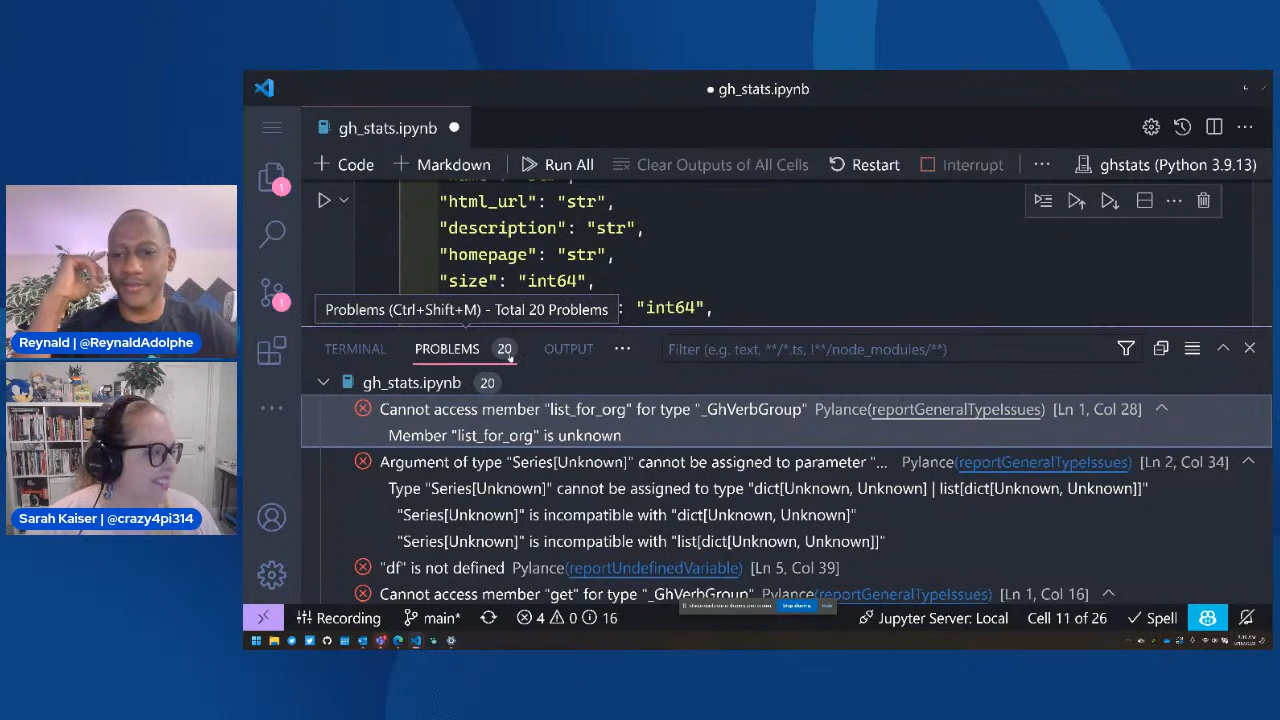 gh_stats.ipynb
gh_stats.ipynb
Code
Markdown
Run All
Clear Outputs of All Cells
Restart
Interrupt
ghstats (Python 3.9.13)
1
"html_url": "str",
"description": "str",
"homepage": "str",
"size": "int64",
: "int64",
Problems (Ctrl+Shift+M) - Total 20 Problems
1
TERMINAL
PROBLEMS
20
OUTPUT
Filter (e.g. text, **/*.ts, !**/node_modules/**)
gh_stats.ipynb 20
Cannot access member "list_for_org" for type "_GhVerbGroup" Pylance(reportGeneralTypeIssues) [Ln 1, Col 28]
Member "list_for_org" is unknown
Argument of type "Series[Unknown]" cannot be assigned to parameter "... Pylance(reportGeneralTypeIssues) [Ln 2, Col 34]
Type "Series[Unknown]" cannot be assigned to type "dict[Unknown, Unknown] | list[dict[Unknown, Unknown]]"
"Series[Unknown]" is incompatible with "dict[Unknown, Unknown]"
"Series[Unknown]" is incompatible with "list[dict[Unknown, Unknown]]"
"df" is not defined Pylance(reportUndefinedVariable) [Ln 5, Col 39]
Cannot access member "get" for type "_GhVerbGroup" Pylance(reportGeneralTypeIssues) [Ln 1, Col 16]
Recording
main*
4
0
16
Jupyter Server: Local
Cell 11 of 26
Spell
Reynald | @ReynaldAdolphe
Sarah Kaiser | @crazy4pi314